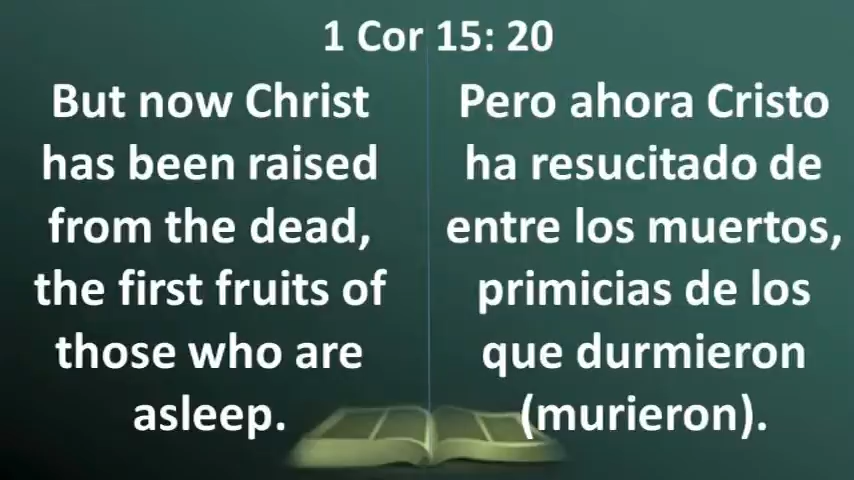 1 Cor 15: 20
But now Christ
has been raised
from the dead,
the first fruits of
those who are
asleep.
Pero ahora Cristo
ha resucitado de
entre los muertos,
primicias de los
que durmieron
(murieron).